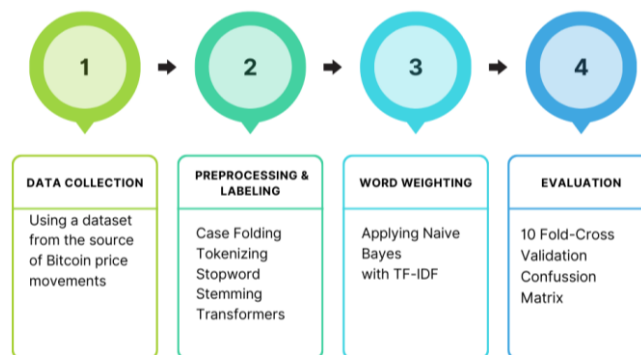 1
2
3
4
DATA COLLECTION
Using a dataset
from the source
of Bitcoin price
movements
PREPROCESSING &
LABELING
Case Folding
Tokenizing
Stopword
Stemming
Transformers
WORD WEIGHTING
Applying Naive
Bayes
with TF-IDF
EVALUATION
10 Fold-Cross
Validation
Confussion
Matrix